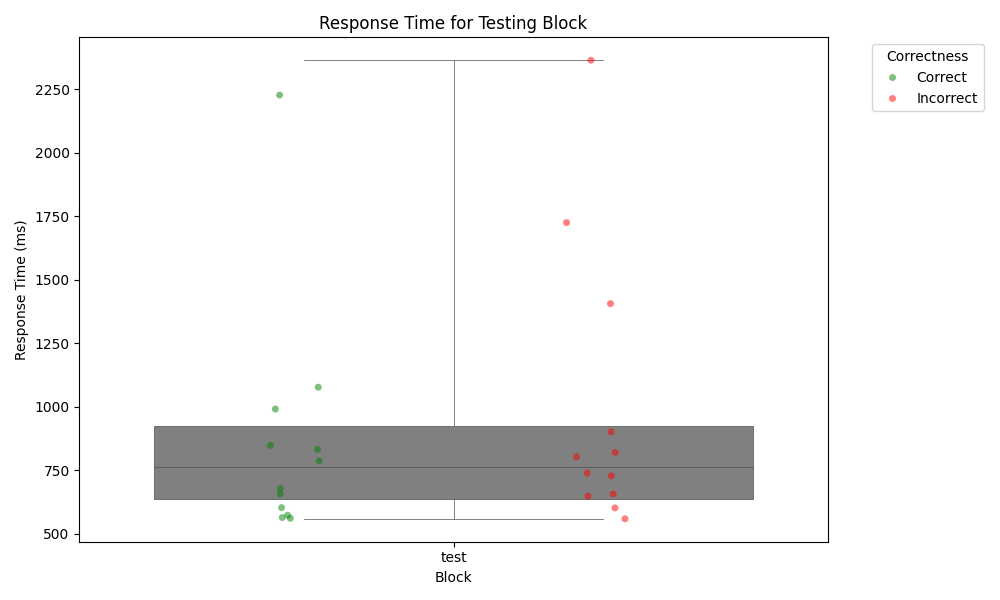 Response Time for Testing Block
Correctness
Correct
Incorrect
2250
2000
1750
1500
1250
1000
750
500
Response Time (ms)
test
Block